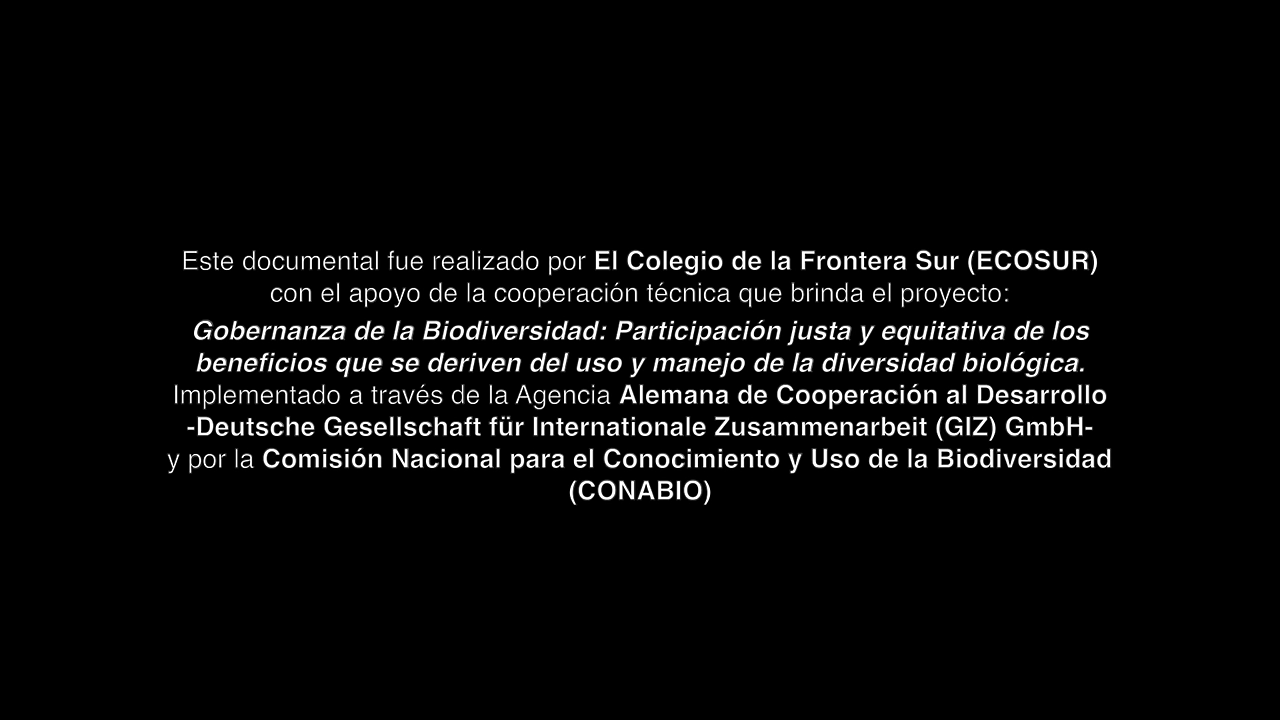 Este documental fue realizado por El Colegio de la Frontera Sur (ECOSUR)
con el apoyo de la cooperación técnica que brinda el proyecto:
Gobernanza de la Biodiversidad: Participación justa y equitativa de los
beneficios que se deriven del uso y manejo de la diversidad biológica.
Implementado a través de la Agencia Alemana de Cooperación al Desarrollo
-Deutsche Gesellschaft für Internationale Zusammenarbeit (GIZ) GmbH-
y por la Comisión Nacional para el Conocimiento y Uso de la Biodiversidad
(CONABIO)